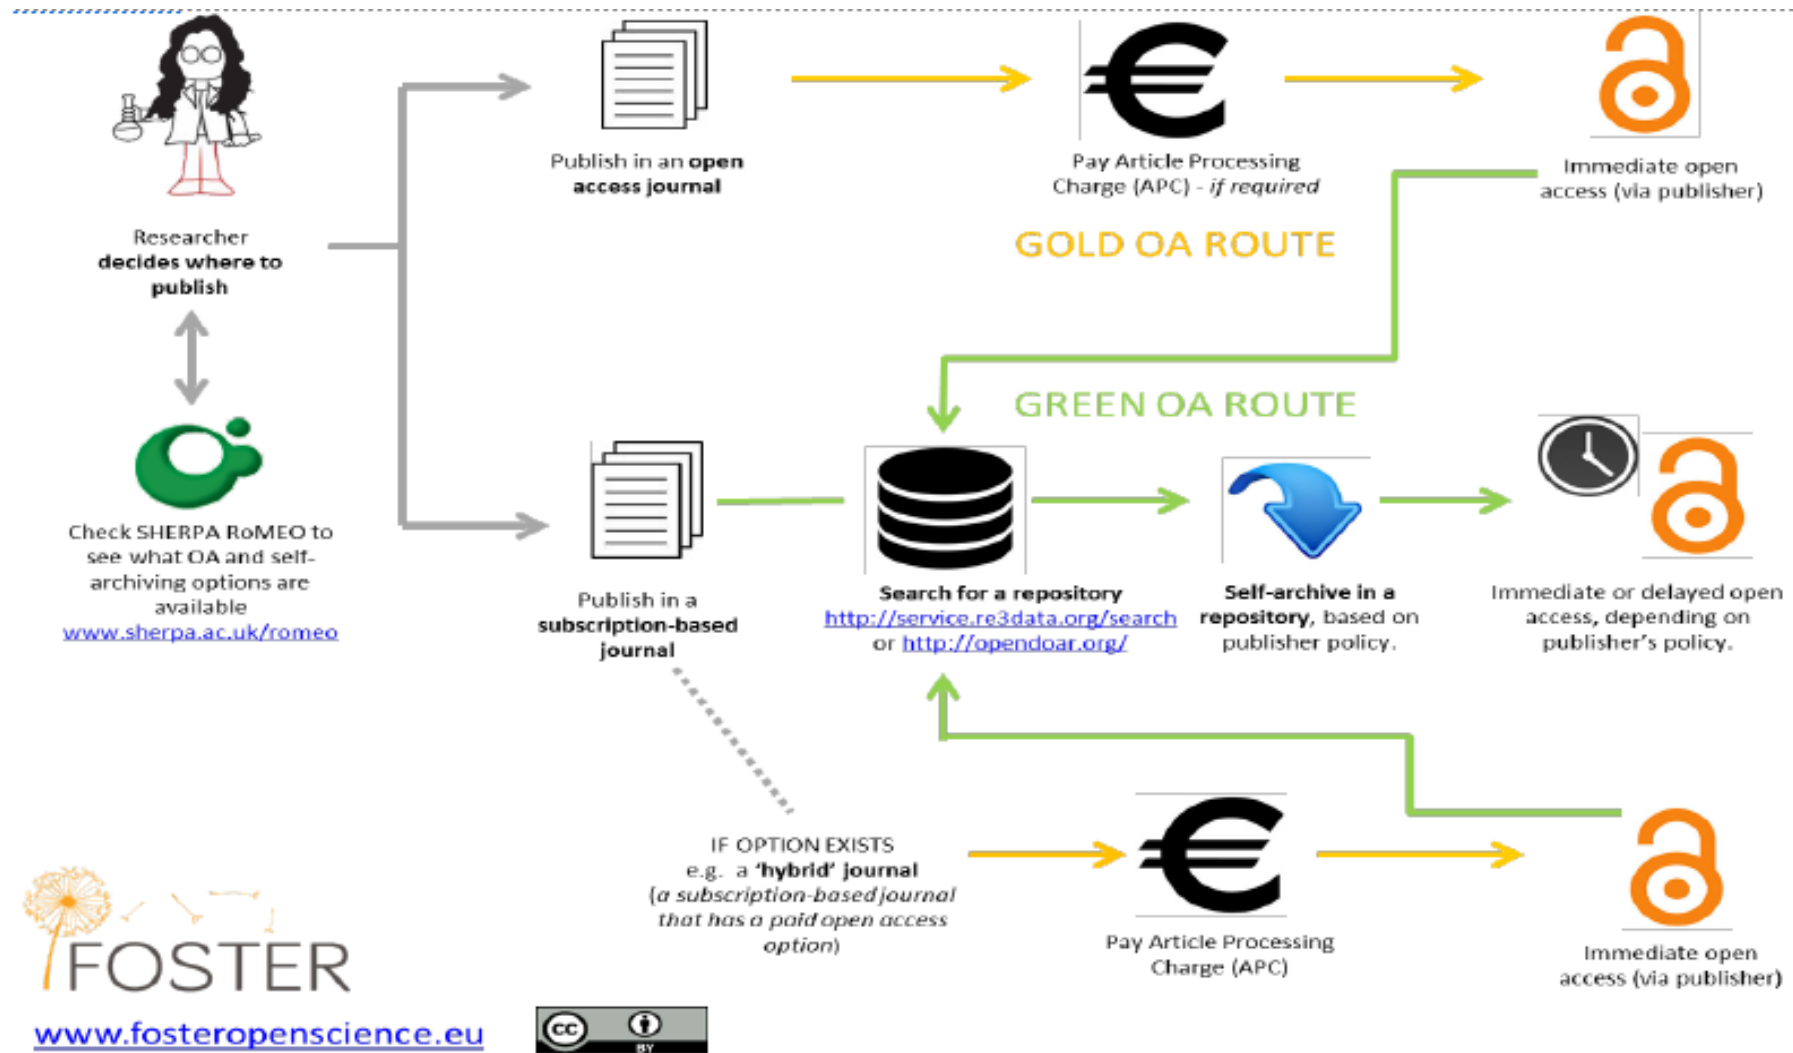 Publish in an open
access journal
Pay Article Processing
Charge (APC) - if required
Immediate open
access (via publisher)
Researcher
decides where to
publish
GOLD OA ROUTE
GREEN OA ROUTE
Check SHERPA RoMEO to
see what OA and self-
archiving options are
available
www.sherpa.ac.uk/romeo
Publish in a
subscription-based
journal
Search for a repository
http://service.re3data.org/search
or http://opendoar.org/
Self-archive in a
repository, based on
publisher policy.
Immediate or delayed open
access, depending on
publisher's policy.
IF OPTION EXISTS
e.g. a 'hybrid' journal
(a subscription-based journal
that has a paid open access
option)
Pay Article Processing
Charge (APC)
Immediate open
access (via publisher)
FOSTER
www.fosteropenscience.eu
cc
BY